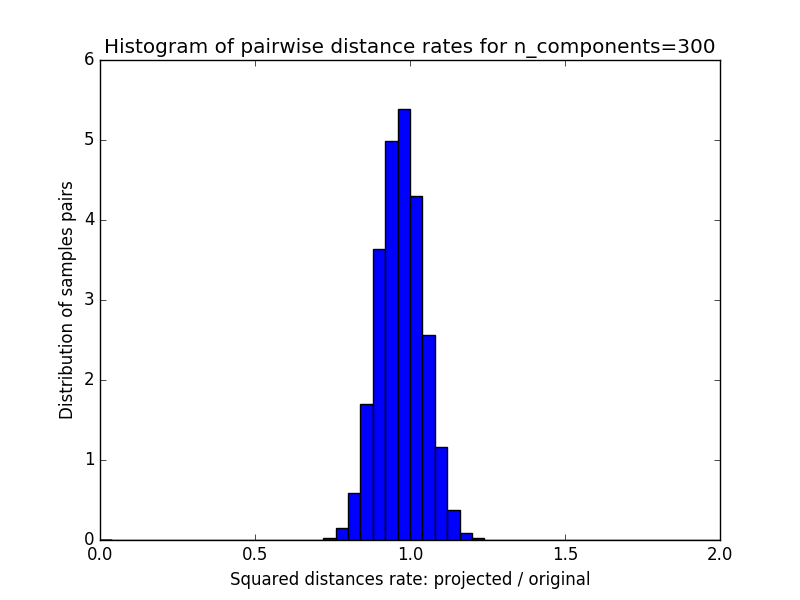 Histogram of pairwise distance rates for n_components=300
6
5
4
3
2
1
0
Distribution of samples pairs
0.0 0.5 1.0 1.5 2.0
Squared distances rate: projected / original